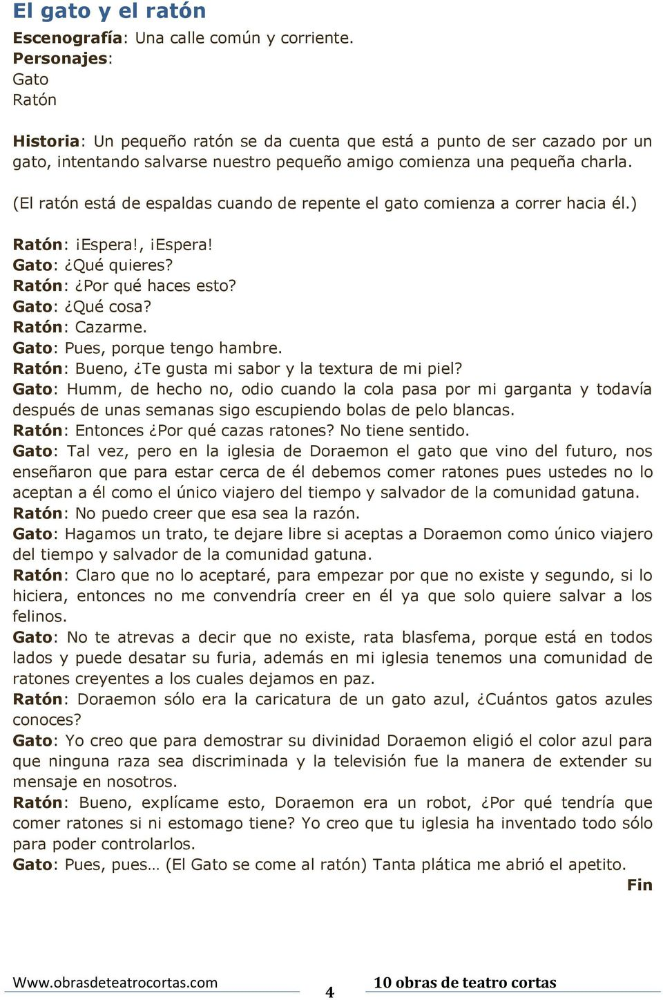 El gato y el ratón
Escenografía: Una calle común y corriente.
Personajes:
Gato
Ratón
Historia: Un pequeño ratón se da cuenta que está a punto de ser cazado por un
gato, intentando salvarse nuestro pequeño amigo comienza una pequeña charla.
(El ratón está de espaldas cuando de repente el gato comienza a correr hacia él.)
Ratón: ¡Espera!, ¡Espera!
Gato: ¿Qué quieres?
Ratón: ¿Por qué haces esto?
Gato: ¿Qué cosa?
Ratón: Cazarme.
Gato: Pues, porque tengo hambre.
Ratón: Bueno, ¿Te gusta mi sabor y la textura de mi piel?
Gato: Humm, de hecho no, odio cuando la cola pasa por mi garganta y todavía
después de unas semanas sigo escupiendo bolas de pelo blancas.
Ratón: Entonces ¿Por qué cazas ratones? No tiene sentido.
Gato: Tal vez, pero en la iglesia de Doraemon el gato que vino del futuro, nos
enseñaron que para estar cerca de él debemos comer ratones pues ustedes no lo
aceptan a él como el único viajero del tiempo y salvador de la comunidad gatuna.
Ratón: No puedo creer que esa sea la razón.
Gato: Hagamos un trato, te dejare libre si aceptas a Doraemon como único viajero
del tiempo y salvador de la comunidad gatuna.
Ratón: Claro que no lo aceptaré, para empezar por que no existe y segundo, si lo
hiciera, entonces no me convendría creer en él ya que solo quiere salvar a los
felinos.
Gato: No te atrevas a decir que no existe, rata blasfema, porque está en todos
lados y puede desatar su furia, además en mi iglesia tenemos una comunidad de
ratones creyentes a los cuales dejamos en paz.
Ratón: Doraemon sólo era la caricatura de un gato azul, ¿Cuántos gatos azules
conoces?
Gato: Yo creo que para demostrar su divinidad Doraemon eligió el color azul para
que ninguna raza sea discriminada y la televisión fue la manera de extender su
mensaje en nosotros.
Ratón: Bueno, explícame esto, Doraemon era un robot, ¿Por qué tendría que
comer ratones si ni estomago tiene? Yo creo que tu iglesia ha inventado todo sólo
para poder controlarlos.
Gato: Pues, pues… (El Gato se come al ratón) Tanta plática me abrió el apetito.
Fin
Www.obrasdeteatrocortas.com
4
10 obras de teatro cortas